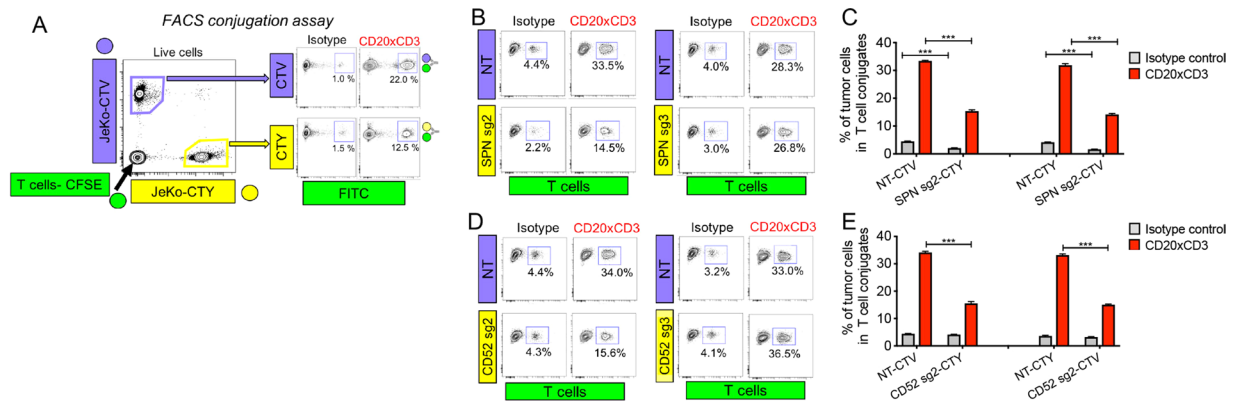 A
FACS conjugation assay
Live cells
JeKo-CTV
JeKo-CTY
T cells- CFSE
Isotype
CD20xCD3
CTV
1.0 %
22.0 %
CTY
1.5 %
12.5 %
FITC
B
Isotype
CD20xCD3
NT
4.4%
33.5%
SPN sg2
2.2%
14.5%
T cells
Isotype
CD20xCD3
NT
4.0%
28.3%
SPN sg3
3.0%
26.8%
T cells
C
% of tumor cells
in T cell conjugates
40
30
20
10
0
***
***
***
***
Isotype control
CD20xCD3
NT-CTV
SPN sg2-CTY
NT-CTY
SPN sg2-CTV
D
Isotype
CD20xCD3
NT
4.4%
34.0%
CD52 sg2
4.3%
15.6%
T cells
Isotype
CD20xCD3
NT
3.2%
33.0%
CD52 sg3
4.1%
36.5%
T cells
E
% of tumor cells
in T cell conjugates
40
30
20
10
0
***
***
Isotype control
CD20xCD3
NT-CTV
CD52 sg2-CTY
NT-CTY
CD52 sg2-CTV